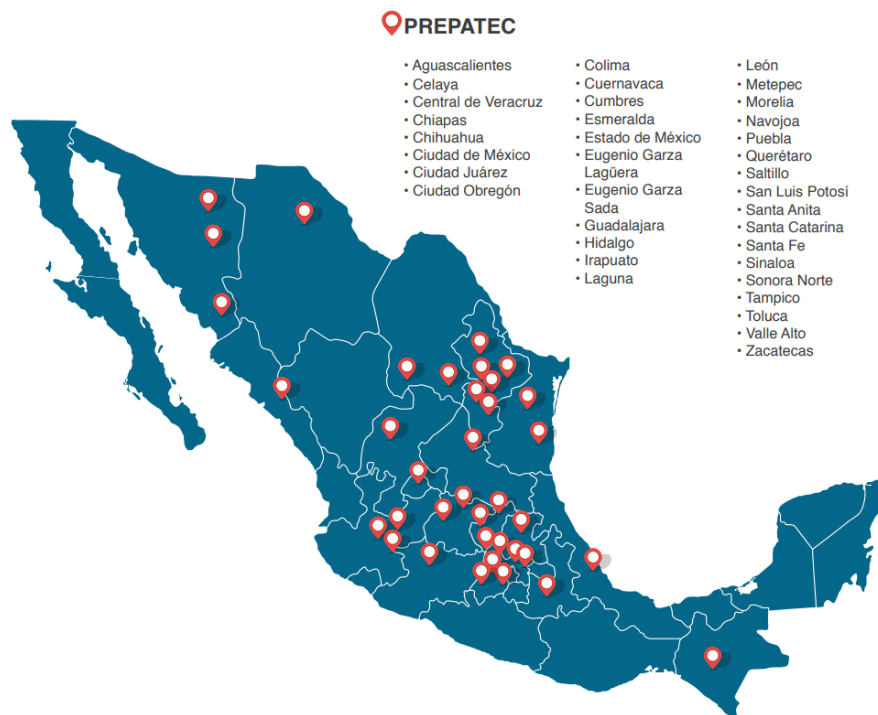 PREPATEC
• Aguascalientes
• Celaya
• Central de Veracruz
• Chiapas
• Chihuahua
• Ciudad de México
• Ciudad Juárez
• Ciudad Obregón
• Colima
• Cuernavaca
• Cumbres
• Esmeralda
• Estado de México
• Eugenio Garza
Lagüera
• Eugenio Garza
Sada
• Guadalajara
• Hidalgo
• Irapuato
• Laguna
• León
• Metepec
• Morelia
• Navojoa
• Puebla
• Querétaro
• Saltillo
• San Luis Potosí
• Santa Anita
• Santa Catarina
• Santa Fe
• Sinaloa
• Sonora Norte
• Tampico
• Toluca
• Valle Alto
• Zacatecas